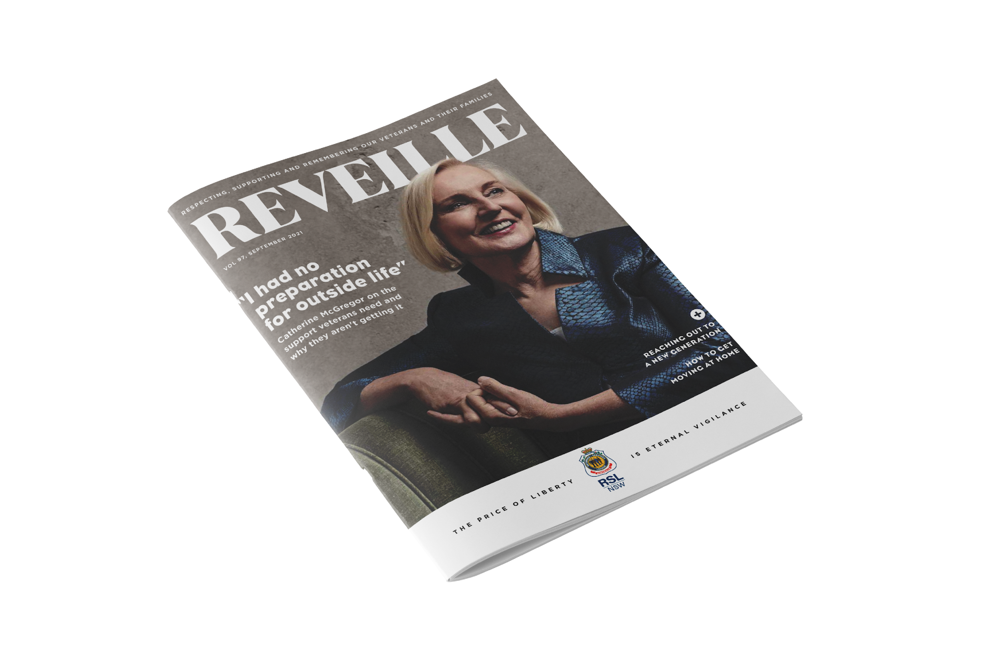 RESPECTING, SUPPORTING AND REMEMBERING OUR VETERANS AND THEIR FAMILIES
REVEILLE
VOL 97, SEPTEMBER 2021
"I had no
preparation
for outside life"
Catherine McGregor on the
support veterans need and
why they aren't getting it
+
REACHING OUT TO
A NEW GENERATION
HOW TO GET
MOVING AT HOME
THE PRICE OF LIBERTY
IS ETERNAL VIGILANCE
LEAGUE
AUSTRALIA
RSL
NSW